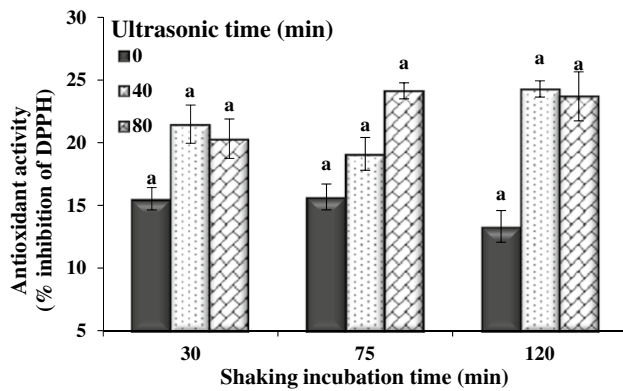 Ultrasonic time (min)
0
40
80
Antioxidant activity
(% inhibition of DPPH)
30
25
20
15
10
5
a a a a a a a a a
30 75 120
Shaking incubation time (min)